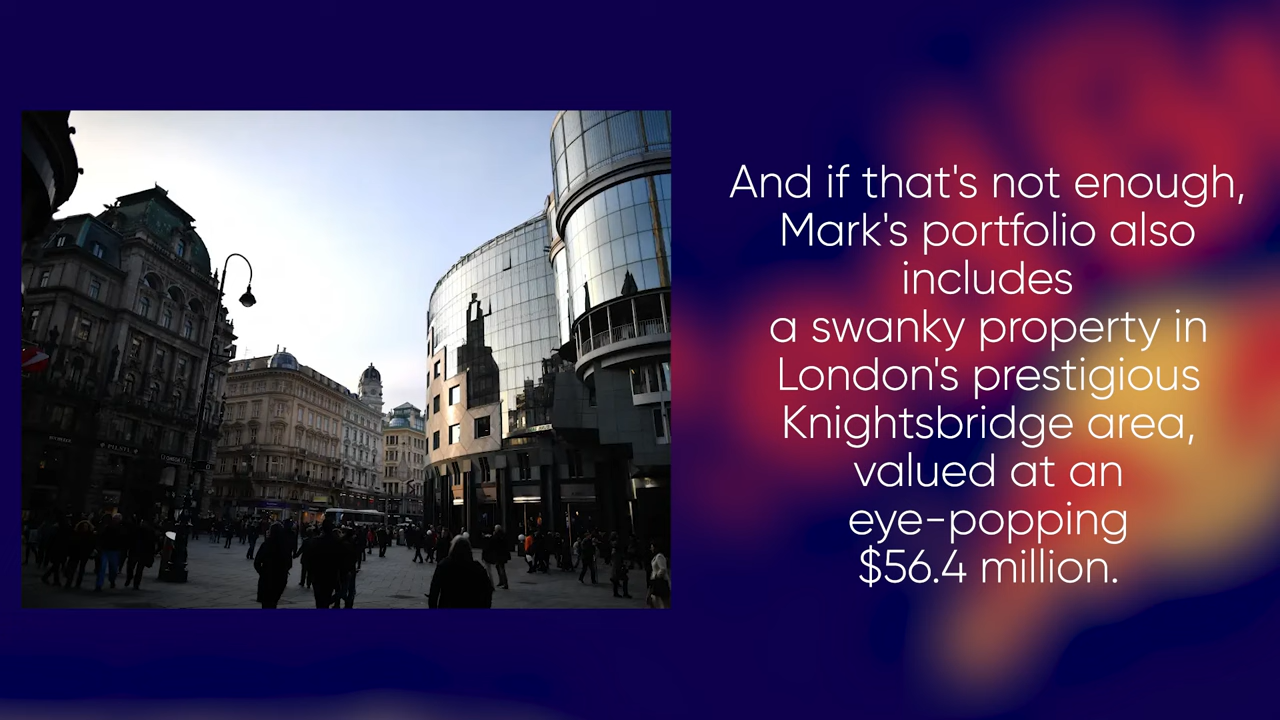 And if that's not enough,
Mark's portfolio also
includes
a swanky property in
London's prestigious
Knightsbridge area,
valued at an
eye-popping
$56.4 million.